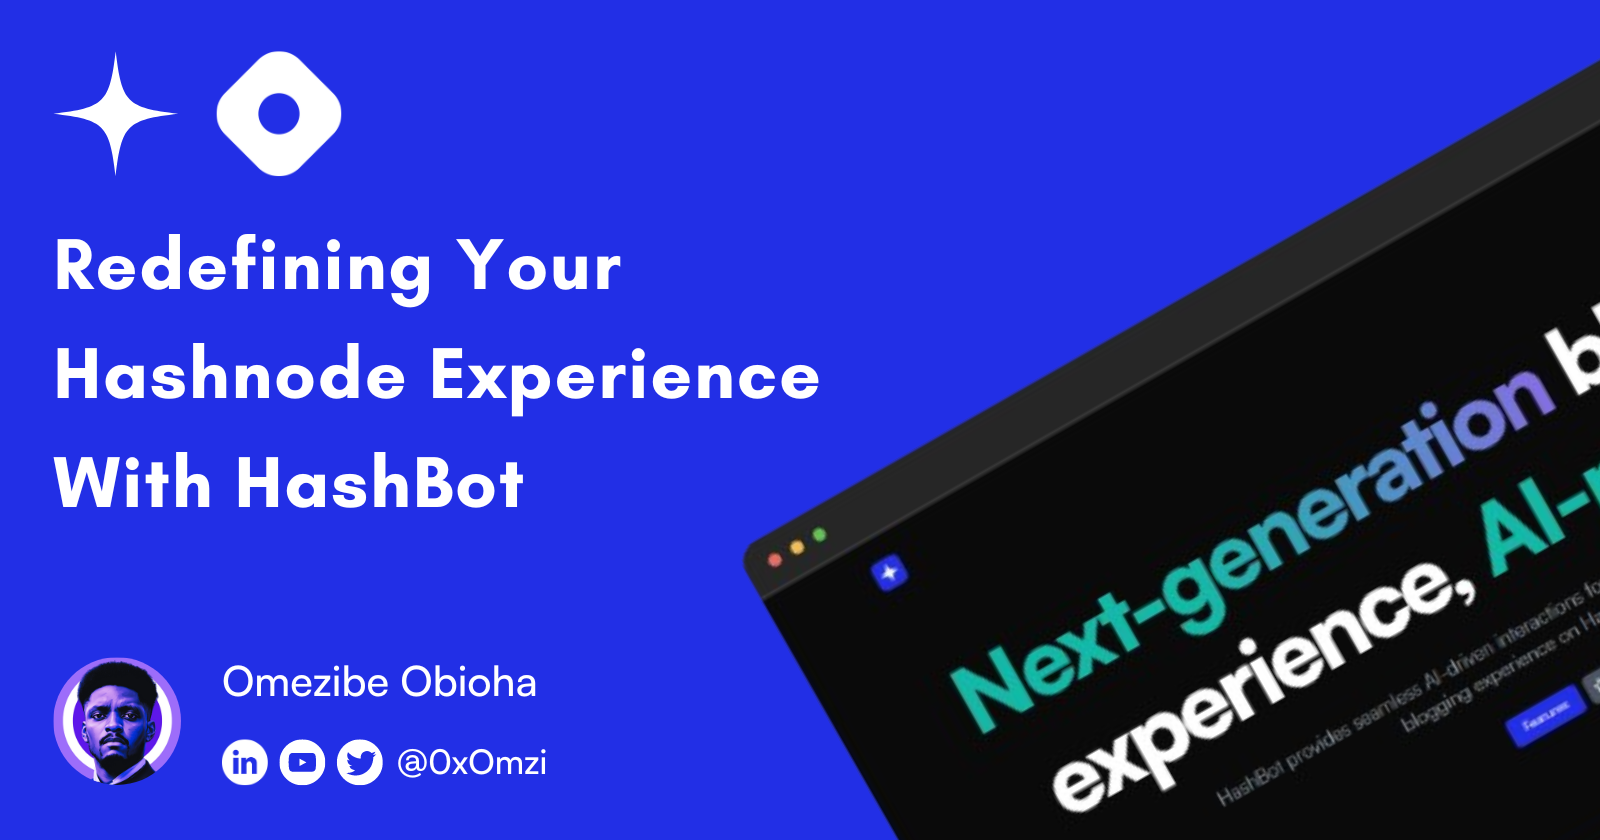 Redefining Your
Hashnode Experience
With HashBot
Omezibe Obioha
in
@0xOmzi
Next-generation
experience, AI-
HashBot provides seamless AI-driven interactions
blogging experience on
Features